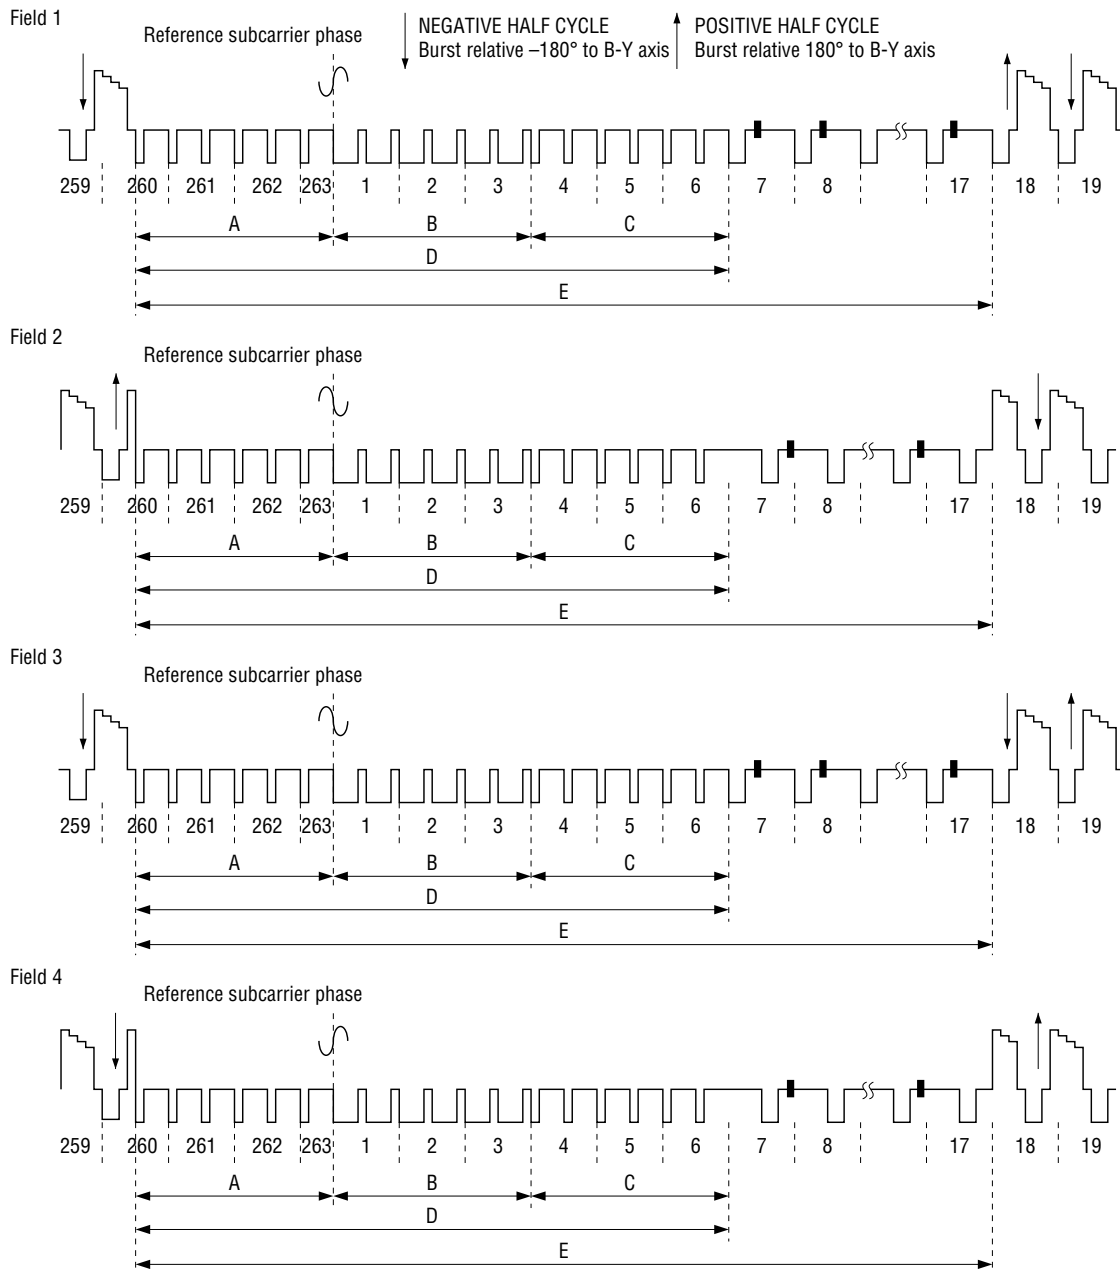 Field 1
Reference subcarrier phase
NEGATIVE HALF CYCLE
Burst relative –180° to B-Y axis
POSITIVE HALF CYCLE
Burst relative 180° to B-Y axis
259 260 261 262 263 1 2 3 4 5 6 7 8 17 18 19
A B C
D
E
Field 2
Reference subcarrier phase
259 260 261 262 263 1 2 3 4 5 6 7 8 17 18 19
A B C
D
E
Field 3
Reference subcarrier phase
259 260 261 262 263 1 2 3 4 5 6 7 8 17 18 19
A B C
D
E
Field 4
Reference subcarrier phase
259 260 261 262 263 1 2 3 4 5 6 7 8 17 18 19
A B C
D
E